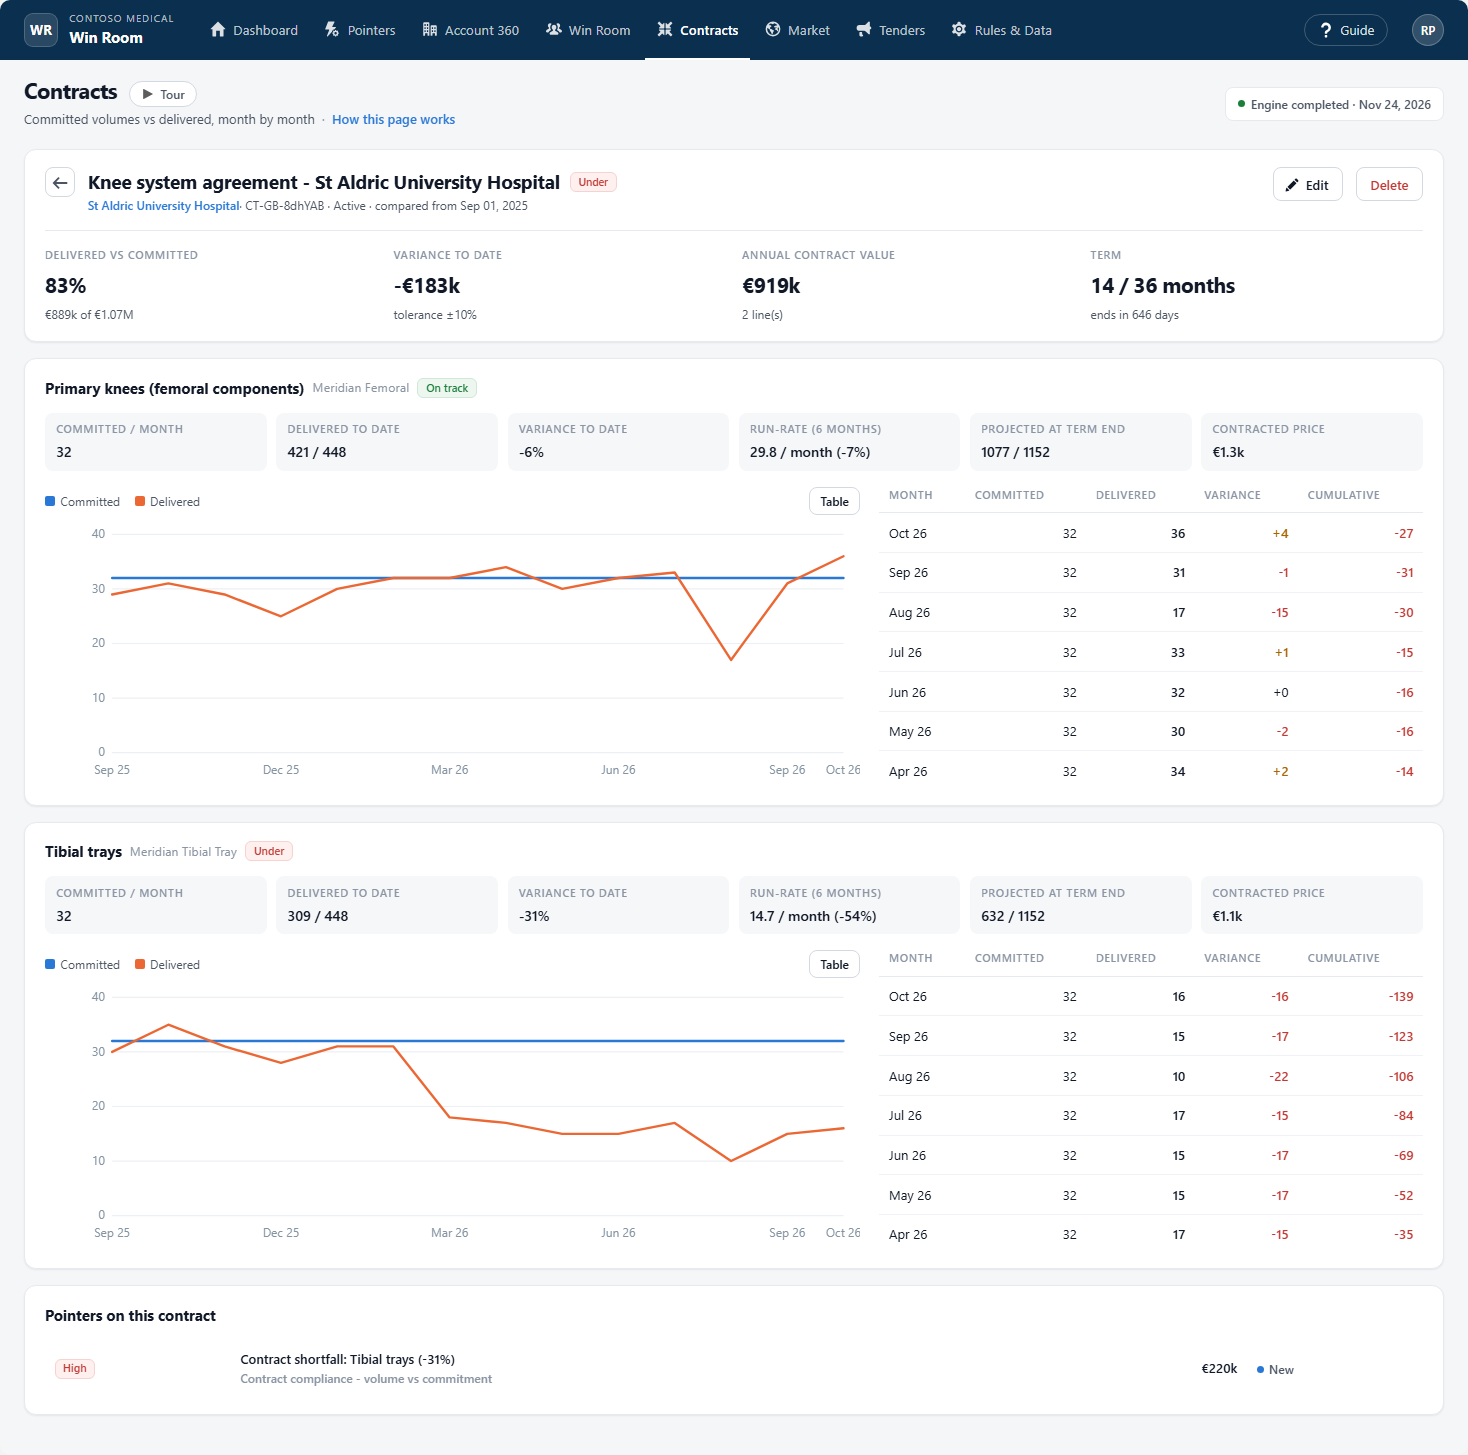 WR
CONTOSO MEDICAL
Win Room
Dashboard
Pointers
Account 360
Win Room
Contracts
Market
Tenders
Rules & Data
? Guide
RP
Contracts
Tour
Committed volumes vs delivered, month by month · How this page works
Engine completed · Nov 24, 2026
Knee system agreement - St Aldric University Hospital
Under
St Aldric University Hospital · CT-GB-8dhYAB · Active · compared from Sep 01, 2025
Edit
Delete
DELIVERED VS COMMITTED
83%
€889k of €1.07M
VARIANCE TO DATE
-€183k
tolerance ±10%
ANNUAL CONTRACT VALUE
€919k
2 line(s)
TERM
14 / 36 months
ends in 646 days
Primary knees (femoral components) Meridian Femoral On track
COMMITTED / MONTH
32
DELIVERED TO DATE
421 / 448
VARIANCE TO DATE
-6%
RUN-RATE (6 MONTHS)
29.8 / month (-7%)
PROJECTED AT TERM END
1077 / 1152
CONTRACTED PRICE
€1.3k
Committed Delivered
Table
40
30
20
10
0
Sep 25 Dec 25 Mar 26 Jun 26 Sep 26 Oct 26
MONTH COMMITTED DELIVERED VARIANCE CUMULATIVE
Oct 26 32 36 +4 -27
Sep 26 32 31 -1 -31
Aug 26 32 17 -15 -30
Jul 26 32 33 +1 -15
Jun 26 32 32 +0 -16
May 26 32 30 -2 -16
Apr 26 32 34 +2 -14
Tibial trays Meridian Tibial Tray Under
COMMITTED / MONTH
32
DELIVERED TO DATE
309 / 448
VARIANCE TO DATE
-31%
RUN-RATE (6 MONTHS)
14.7 / month (-54%)
PROJECTED AT TERM END
632 / 1152
CONTRACTED PRICE
€1.1k
Committed Delivered
Table
40
30
20
10
0
Sep 25 Dec 25 Mar 26 Jun 26 Sep 26 Oct 26
MONTH COMMITTED DELIVERED VARIANCE CUMULATIVE
Oct 26 32 16 -16 -139
Sep 26 32 15 -17 -123
Aug 26 32 10 -22 -106
Jul 26 32 17 -15 -84
Jun 26 32 15 -17 -69
May 26 32 15 -17 -52
Apr 26 32 17 -15 -35
Pointers on this contract
High
Contract shortfall: Tibial trays (-31%)
Contract compliance - volume vs commitment
€220k
New